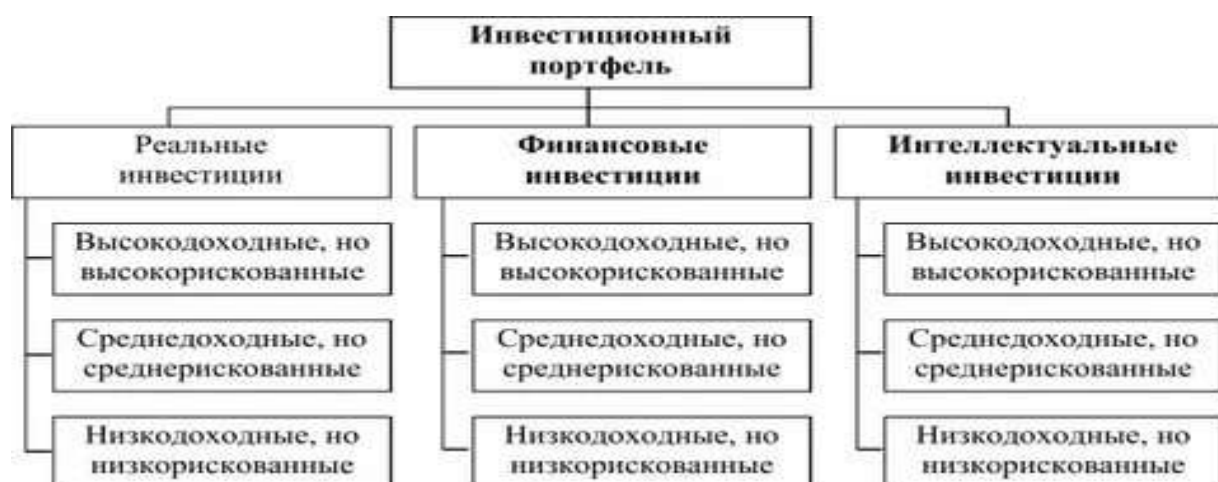 Инвестиционный
портфель
Реальные
инвестиции
Финансовые
инвестиции
Интеллектуальные
инвестиции
Высокодоходные, но
высокорискованные
Высокодоходные, но
высокорискованные
Высокодоходные, но
высокорискованные
Среднедоходные, но
среднерискованные
Среднедоходные, но
среднерискованные
Среднедоходные, но
среднерискованные
Низкодоходные, но
низкорискованные
Низкодоходные, но
низкорискованные
Низкодоходные, но
низкорискованные